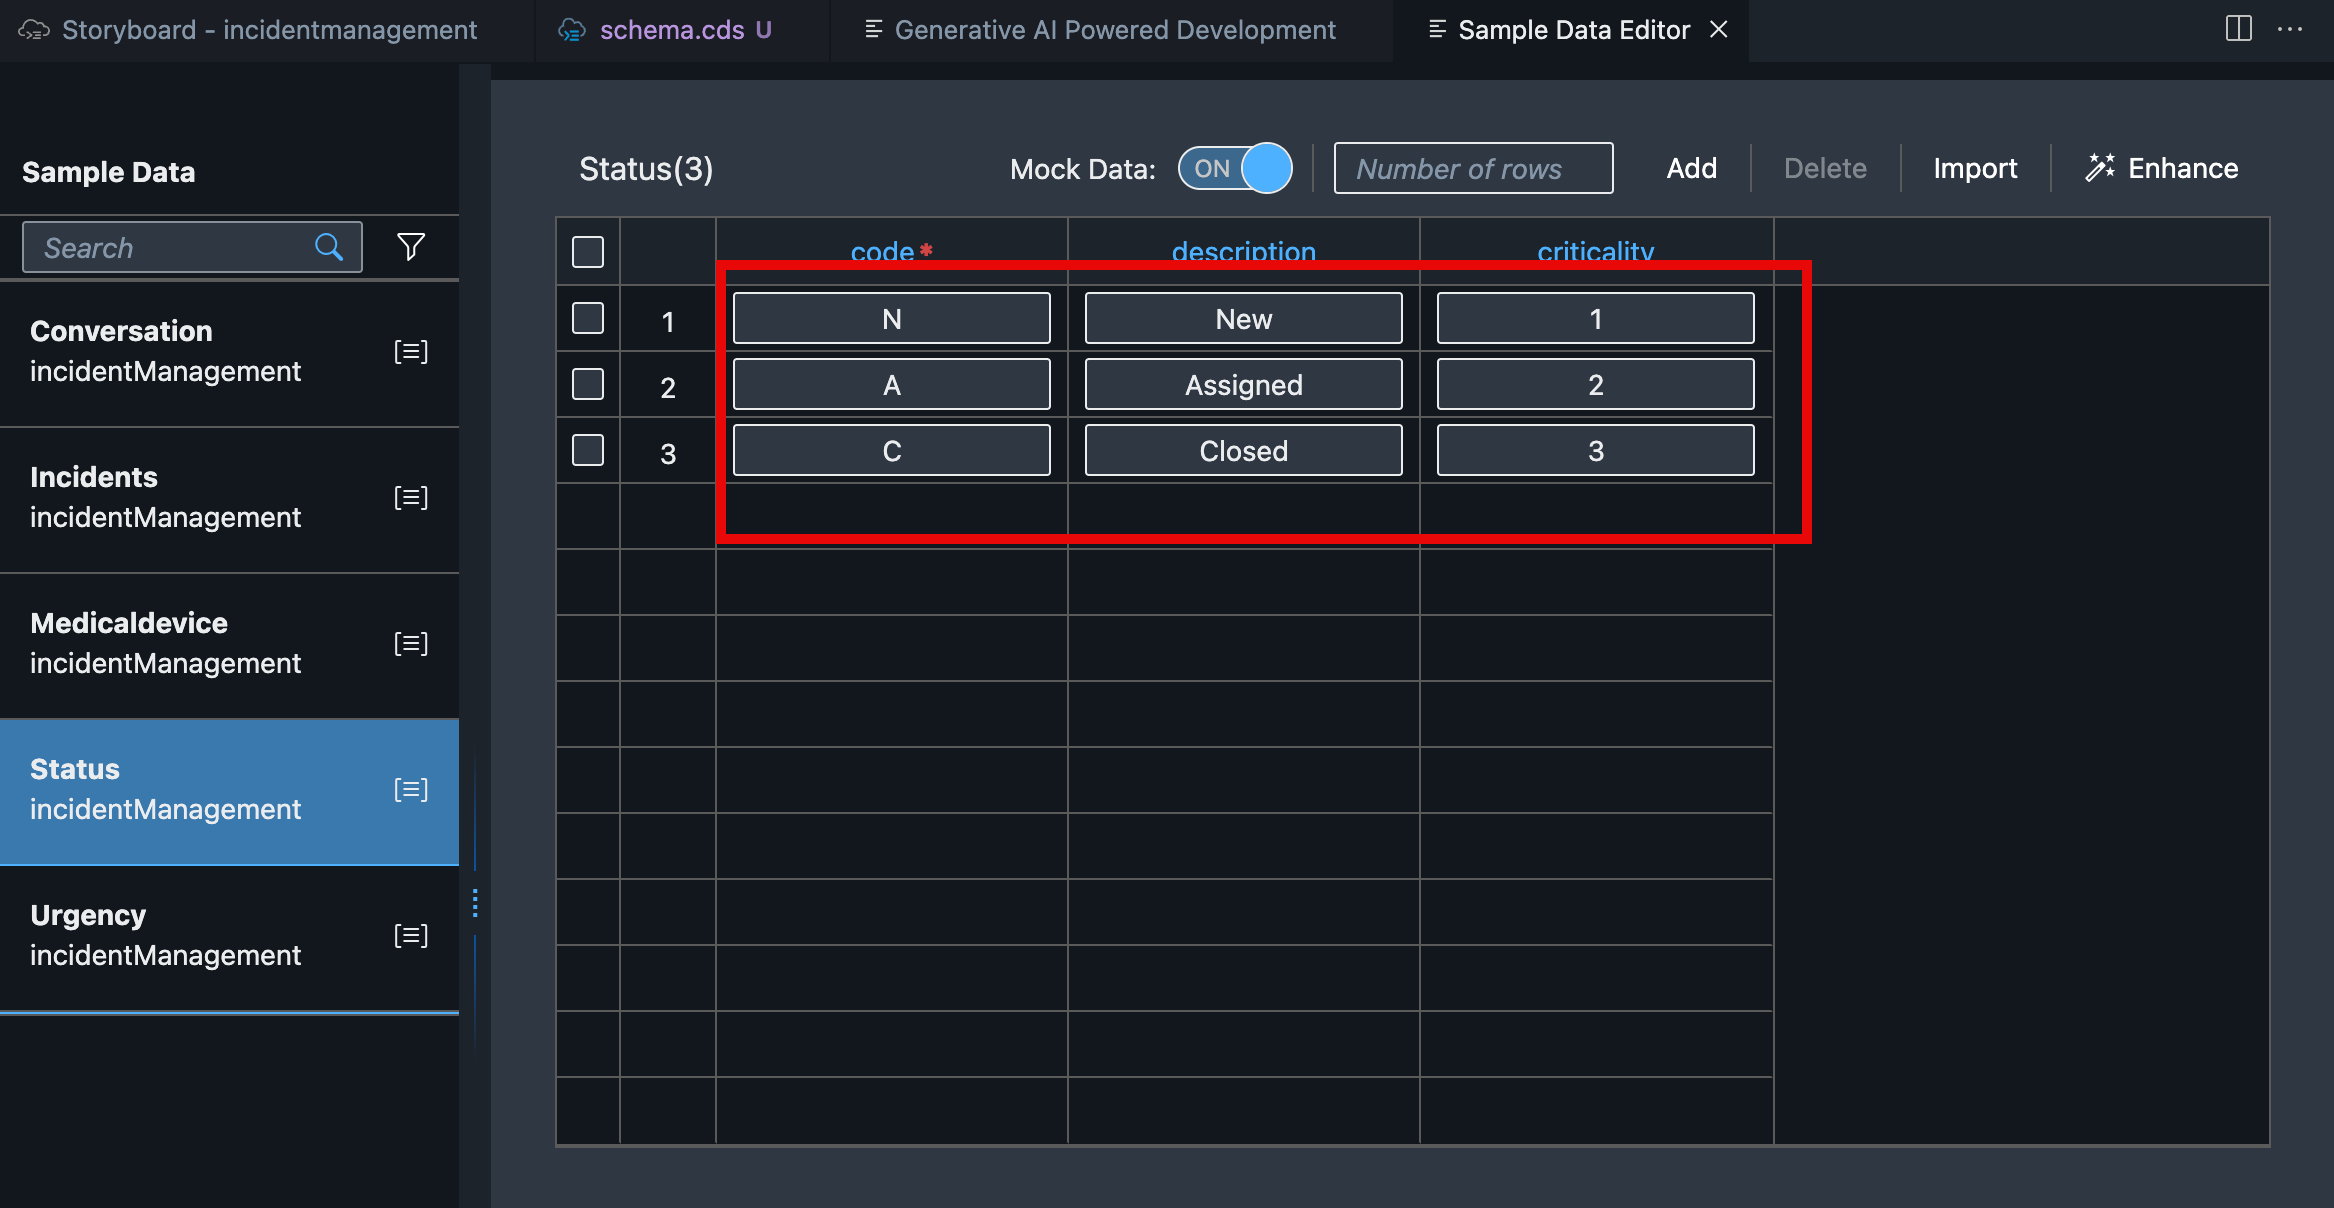 Storyboard - incidentmanagement
schema.cds U
Generative AI Powered Development
Sample Data Editor
Sample Data
Search
Conversation
incidentManagement
Incidents
incidentManagement
Medicaldevice
incidentManagement
Status
incidentManagement
Urgency
incidentManagement
Status(3)
Mock Data: ON
Number of rows
Add
Delete
Import
Enhance
code* description criticality
1 N New 1
2 A Assigned 2
3 C Closed 3